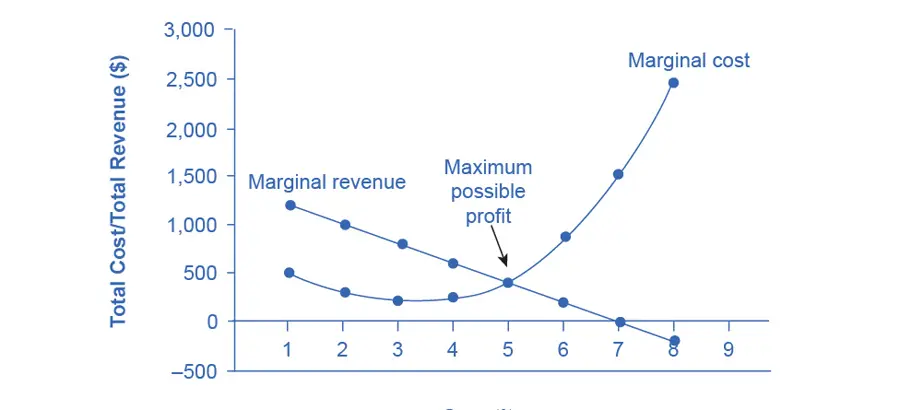 3,000
2,500
2,000
1,500
1,000
500
0
–500
Total Cost/Total Revenue ($)
Marginal cost
Marginal revenue
Maximum
possible
profit
1 2 3 4 5 6 7 8 9